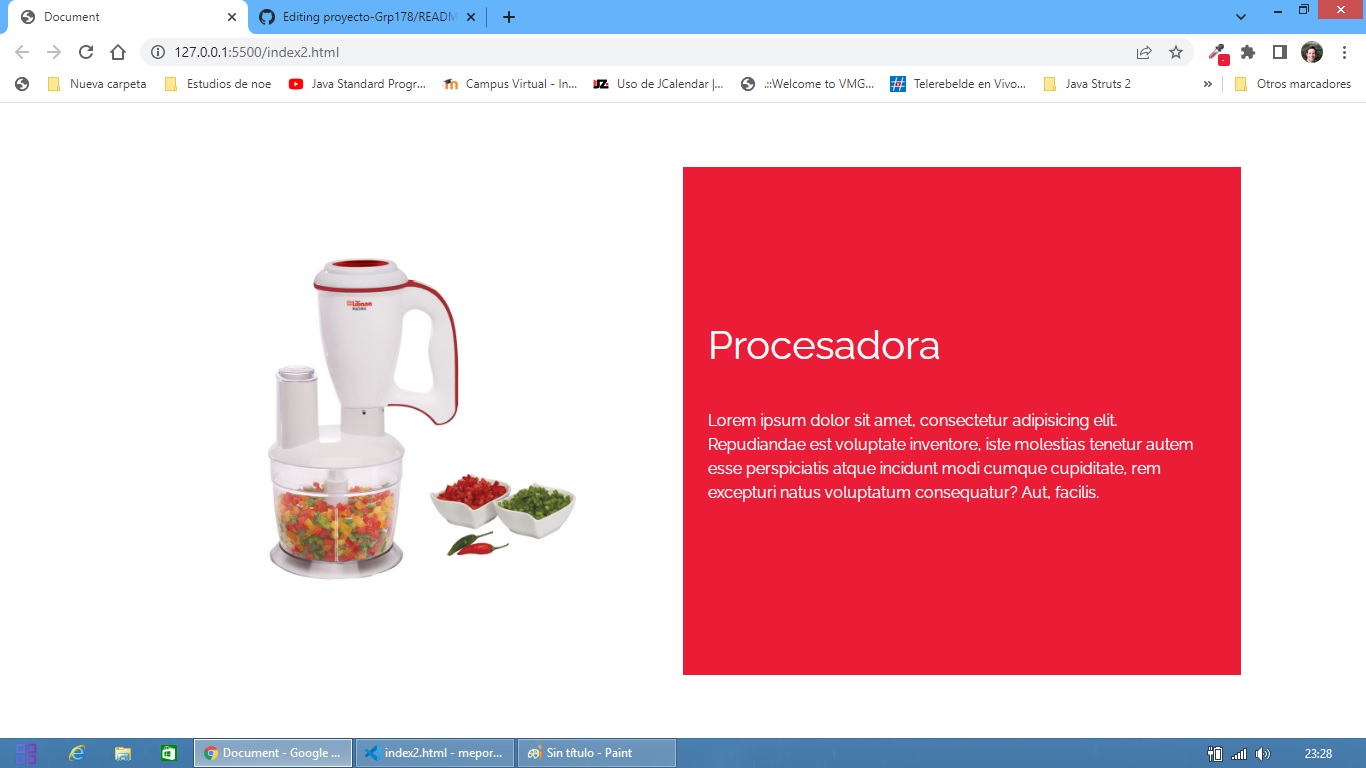 Document
Editing proyecto-Grp178/READM
127.0.0.1:5500/index2.html
Nueva carpeta
Estudios de noe
Java Standard Progr...
Campus Virtual - In...
Uso de JCalendar |...
.::Welcome to VMG...
Telerebelde en Vivo...
Java Struts 2
»
Otros marcadores
Procesadora
Lorem ipsum dolor sit amet, consectetur adipisicing elit.
Repudiandae est voluptate inventore, iste molestias tenetur autem
esse perspiciatis atque incidunt modi cumque cupiditate, rem
excepturi natus voluptatum consequatur? Aut, facilis.
Document - Google ...
index2.html - mepor...
Sin título - Paint
23:28